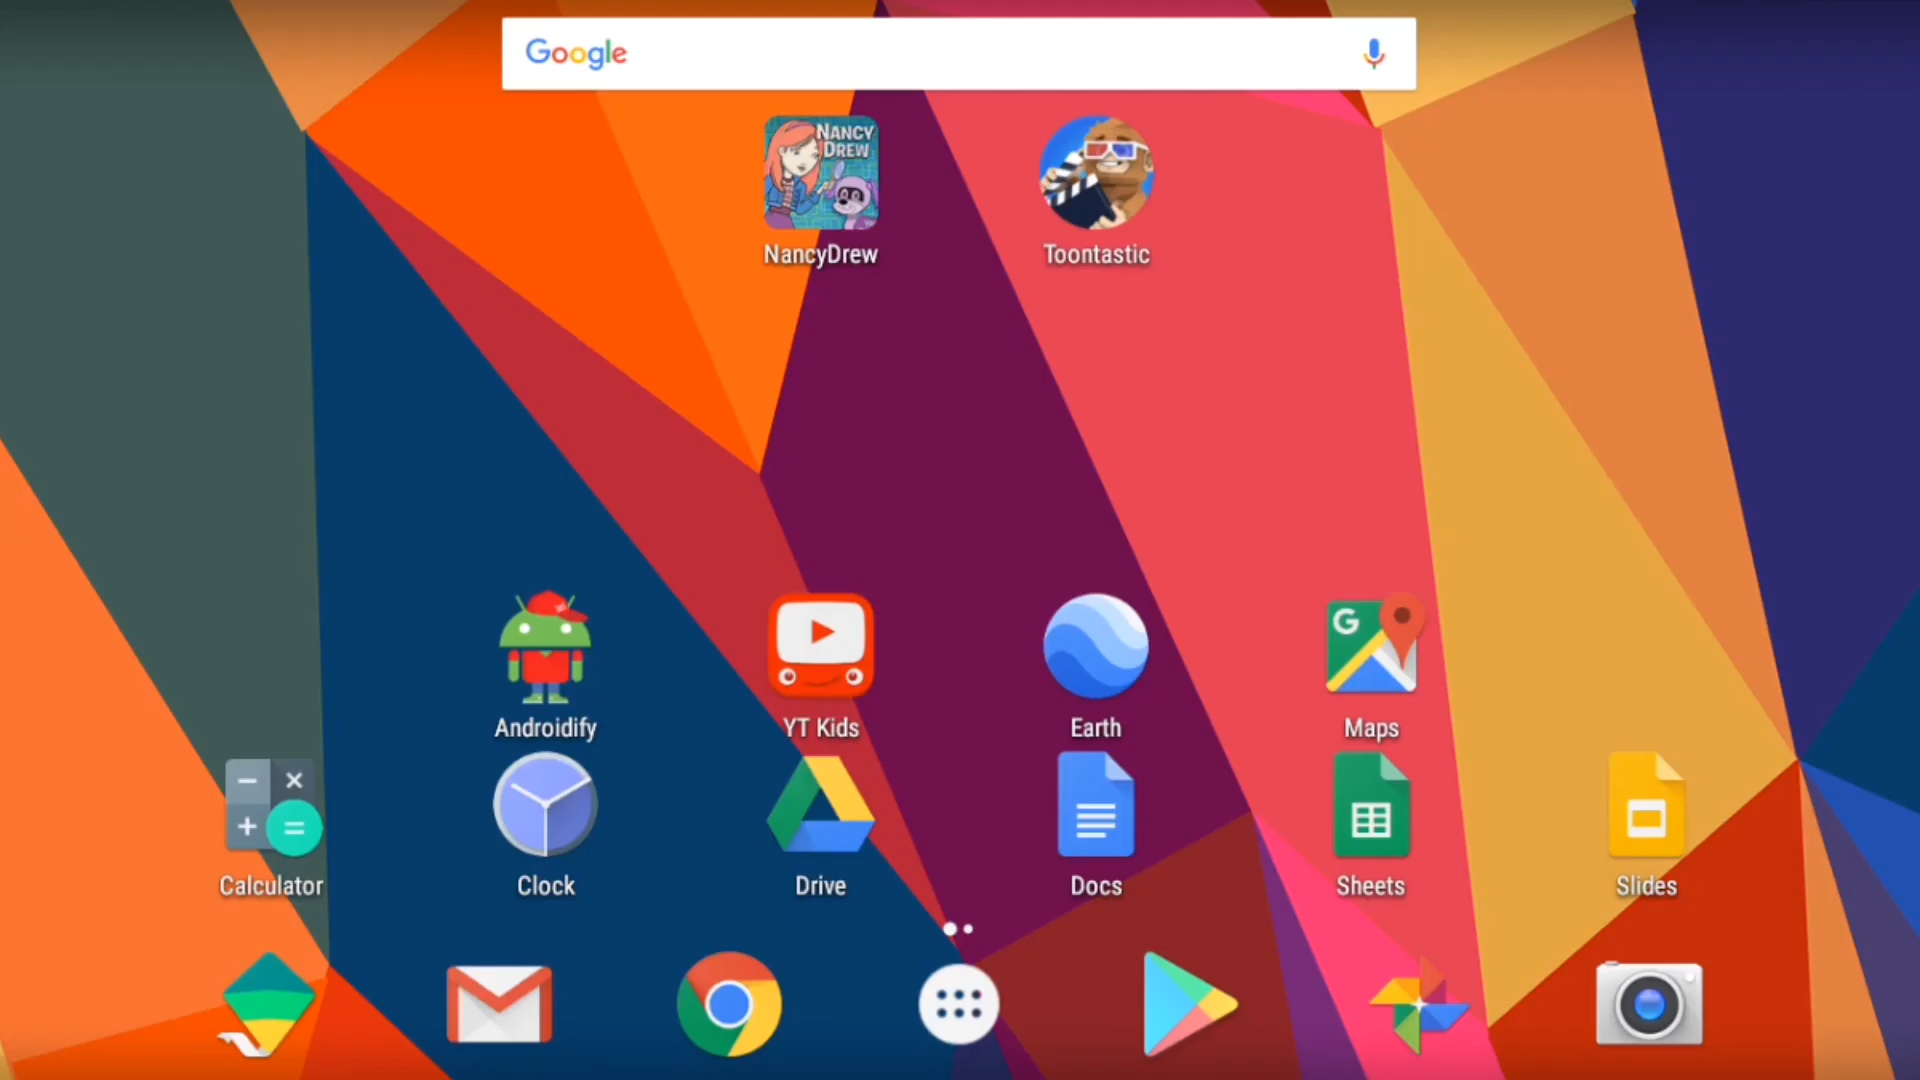 Google
NANCY
DREW
NancyDrew
Toontastic
G
Androidify
YT Kids
Earth
Maps
Calculator
Clock
Drive
Docs
Sheets
Slides